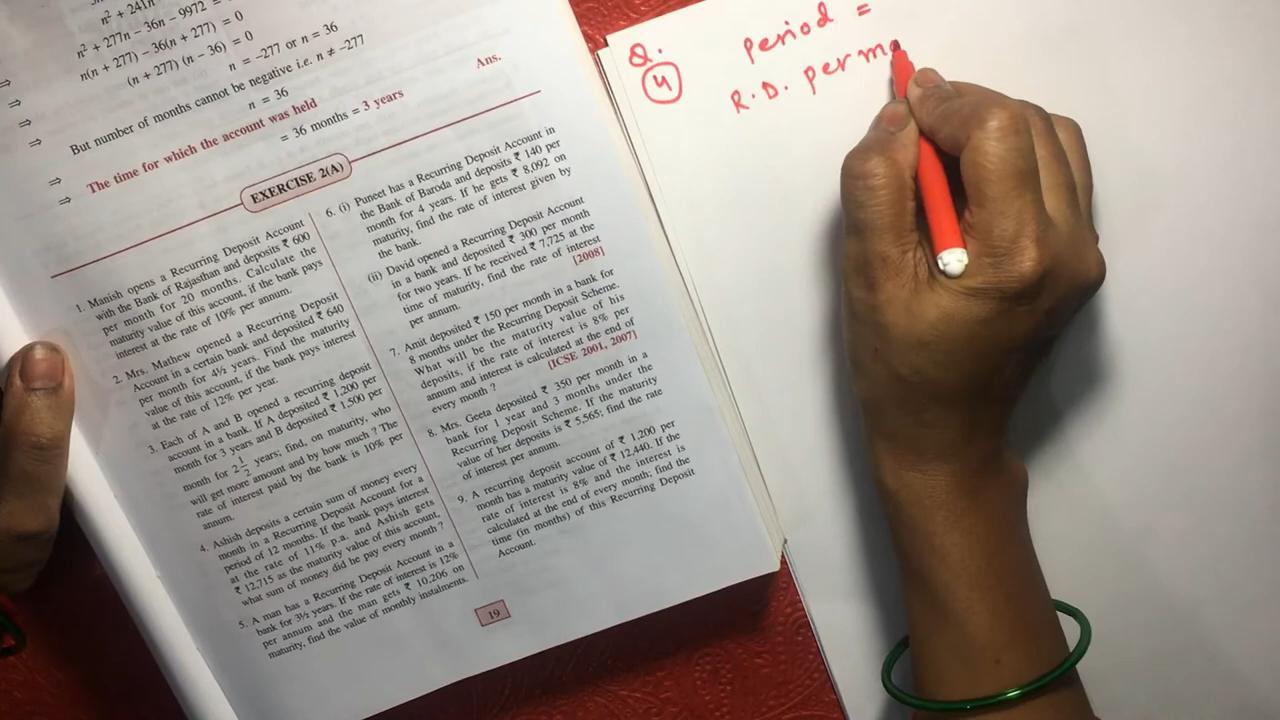 n² + 241n
n² + 277n – 36n – 9972 =
⇒ n(n + 277) – 36(n + 277) = 0
⇒ (n + 277) (n – 36) = 0
⇒ n = –277 or n = 36
⇒ But number of months cannot be negative i.e. n ≠ –277
n = 36 Ans.
⇒ The time for which the account was held
⇒ = 36 months = 3 years
EXERCISE 2(A)
1. Manish opens a Recurring Deposit Account
with the Bank of Rajasthan and deposits ₹ 600
per month for 20 months. Calculate the
maturity value of this account, if the bank pays
interest at the rate of 10% per annum.
2. Mrs. Mathew opened a Recurring Deposit
Account in a certain bank and deposited ₹ 640
per month for 4½ years. Find the maturity
value of this account, if the bank pays interest
at the rate of 12% per year.
3. Each of A and B opened a recurring deposit
account in a bank. If A deposited ₹ 1,200 per
month for 3 years and B deposited ₹ 1,500 per
month for 2 1/2 years; find, on maturity, who
will get more amount and by how much ? The
rate of interest paid by the bank is 10% per
annum.
4. Ashish deposits a certain sum of money every
month in a Recurring Deposit Account for a
period of 12 months. If the bank pays interest
at the rate of 11% p.a. and Ashish gets
₹ 12,715 as the maturity value of this account,
what sum of money did he pay every month ?
5. A man has a Recurring Deposit Account in a
bank for 3½ years. If the rate of interest is 12%
per annum and the man gets ₹ 10,206 on
maturity, find the value of monthly instalments.
6. (i) Puneet has a Recurring Deposit Account in
the Bank of Baroda and deposits ₹ 140 per
month for 4 years. If he gets ₹ 8,092 on
maturity, find the rate of interest given by
the bank.
(ii) David opened a Recurring Deposit Account
in a bank and deposited ₹ 300 per month
for two years. If he received ₹ 7,725 at the
time of maturity, find the rate of interest
per annum. [2008]
7. Amit deposited ₹ 150 per month in a bank for
8 months under the Recurring Deposit Scheme.
What will be the maturity value of his
deposits, if the rate of interest is 8% per
annum and interest is calculated at the end of
every month ? [ICSE 2001, 2007]
8. Mrs. Geeta deposited ₹ 350 per month in a
bank for 1 year and 3 months under the
Recurring Deposit Scheme. If the maturity
value of her deposits is ₹ 5,565; find the rate
of interest per annum.
9. A recurring deposit account of ₹ 1,200 per
month has a maturity value of ₹ 12,440. If the
rate of interest is 8% and the interest is
calculated at the end of every month; find the
time (in months) of this Recurring Deposit
Account.
19
Q. 4
Period =
R.D. per mo